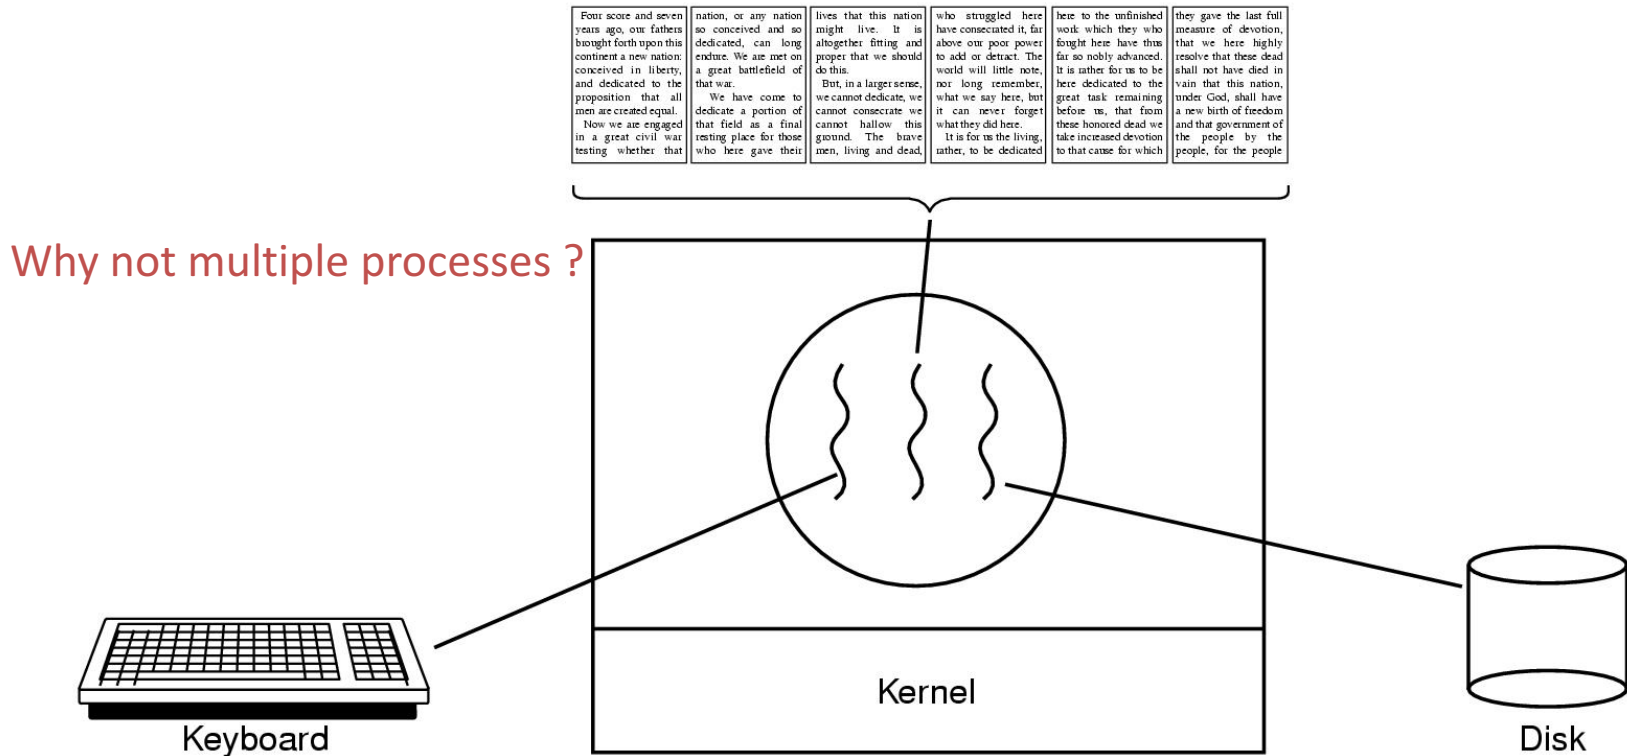 Four score and seven
years ago, our fathers
brought forth upon this
continent a new nation:
conceived in liberty,
and dedicated to the
proposition that all
men are created equal.
Now we are engaged
in a great civil war
testing whether that
nation, or any nation
so conceived and so
dedicated, can long
endure. We are met on
a great battlefield of
that war.
We have come to
dedicate a portion of
that field as a final
resting place for those
who here gave their
lives that this nation
might live. It is
altogether fitting and
proper that we should
do this.
But, in a larger sense,
we cannot dedicate, we
cannot consecrate we
cannot hallow this
ground. The brave
men, living and dead,
who struggled here
have consecrated it, far
above our poor power
to add or detract. The
world will little note,
nor long remember,
what we say here, but
it can never forget
what they did here.
It is for us the living,
rather, to be dedicated
here to the unfinished
work which they who
fought here have thus
far so nobly advanced.
It is rather for us to be
here dedicated to the
great task remaining
before us, that from
these honored dead we
take increased devotion
to that cause for which
they gave the last full
measure of devotion,
that we here highly
resolve that these dead
shall not have died in
vain that this nation,
under God, shall have
a new birth of freedom
and that government of
the people by the
people, for the people
Why not multiple processes ?
Kernel
Keyboard
Disk